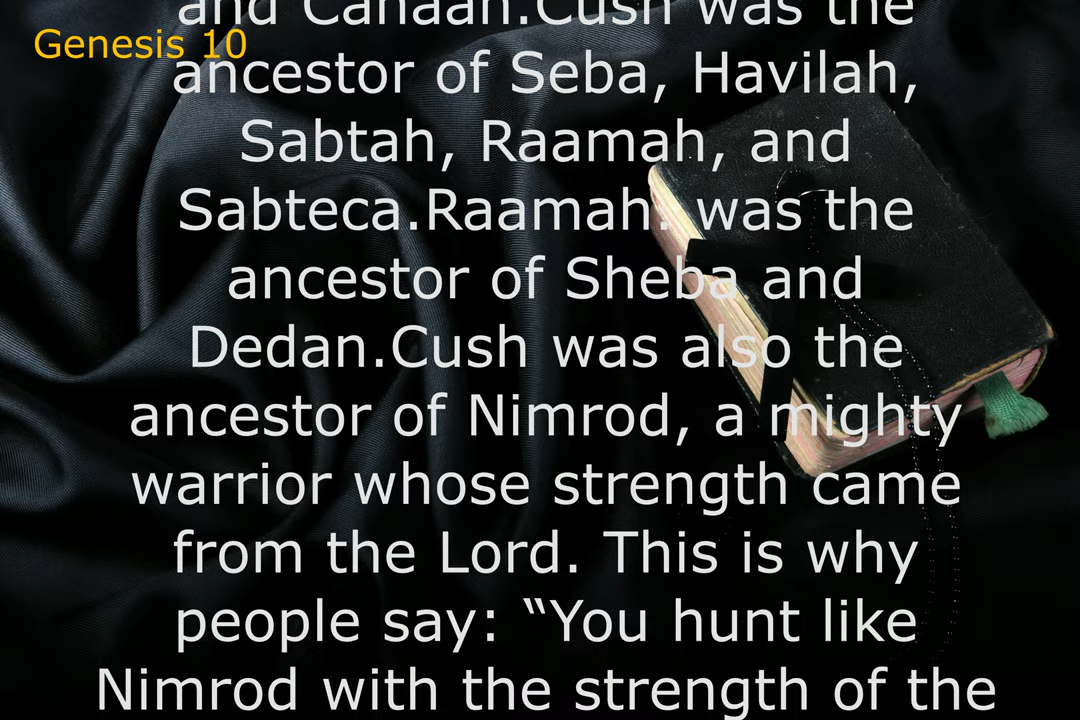 and Canaan.Cush was the
Genesis 10
ancestor of Seba, Havilah,
Sabtah, Raamah, and
Sabteca.Raamah. was the
ancestor of Sheba and
Dedan.Cush was also the
ancestor of Nimrod, a mighty
warrior whose strength came
from the Lord. This is why
people say: “You hunt like
Nimrod with the strength of the